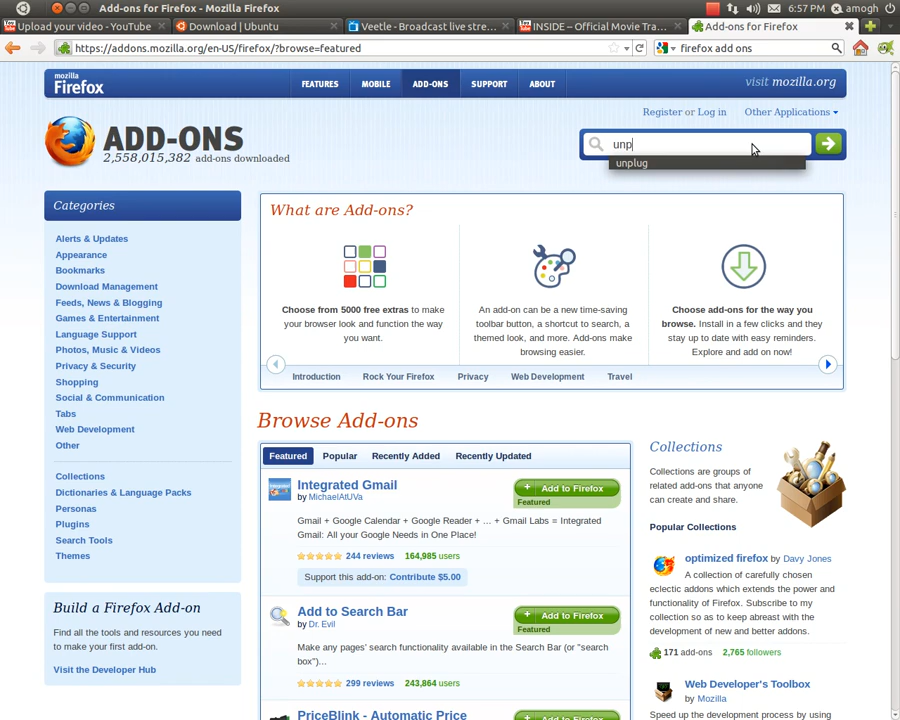 Add-ons for Firefox - Mozilla Firefox
6:57 PM
amogh
Upload your video - YouTube
Download | Ubuntu
Veetle - Broadcast live stre...
INSIDE – Official Movie Tra...
Add-ons for Firefox
https://addons.mozilla.org/en-US/firefox/?browse=featured
firefox add ons
mozilla
Firefox
FEATURES
MOBILE
ADD-ONS
SUPPORT
ABOUT
visit mozilla.org
Register or Log in
Other Applications
ADD-ONS
2,558,015,382 add-ons downloaded
unp
unplug
Categories
Alerts & Updates
Appearance
Bookmarks
Download Management
Feeds, News & Blogging
Games & Entertainment
Language Support
Photos, Music & Videos
Privacy & Security
Shopping
Social & Communication
Tabs
Web Development
Other
Collections
Dictionaries & Language Packs
Personas
Plugins
Search Tools
Themes
Build a Firefox Add-on
Find all the tools and resources you need
to make your first add-on.
Visit the Developer Hub
What are Add-ons?
Choose from 5000 free extras to make
your browser look and function the way
you want.
An add-on can be a new time-saving
toolbar button, a shortcut to search, a
themed look, and more. Add-ons make
browsing easier.
Choose add-ons for the way you
browse. Install in a few clicks and they
stay up to date with easy reminders.
Explore and add on now!
Introduction
Rock Your Firefox
Privacy
Web Development
Travel
Browse Add-ons
Featured
Popular
Recently Added
Recently Updated
Integrated Gmail
by MichaelAtUVa
+ Add to Firefox
Featured
Gmail + Google Calendar + Google Reader + ... + Gmail Labs = Integrated
Gmail: All your Google Needs in One Place!
244 reviews
164,985 users
Support this add-on: Contribute $5.00
Add to Search Bar
by Dr. Evil
+ Add to Firefox
Featured
Make any pages' search functionality available in the Search Bar (or "search
box")...
299 reviews
243,864 users
PriceBlink - Automatic Price
+ Add to Firefox
Collections
Collections are groups of
related add-ons that anyone
can create and share.
Popular Collections
optimized firefox by Davy Jones
A collection of carefully chosen
eclectic addons which extends the power and
functionality of Firefox. Subscribe to my
collection so as to keep abreast with the
development of new and better addons.
171 add-ons
2,765 followers
Web Developer's Toolbox
by Mozilla
Speed up the development process by using